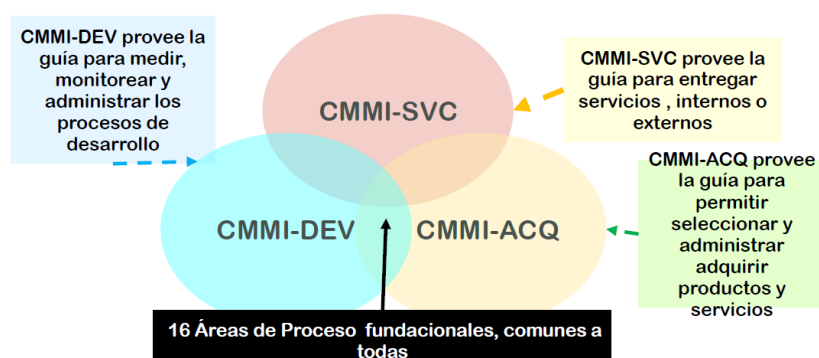 CMMI-DEV provee la
guía para medir,
monitorear y
administrar los
procesos de
desarrollo
CMMI-SVC
CMMI-SVC provee la
guía para entregar
servicios , internos o
externos
CMMI-DEV
CMMI-ACQ
CMMI-ACQ provee
la guía para
permitir
seleccionar y
administrar
adquirir
productos y
servicios
16 Áreas de Proceso fundacionales, comunes a
todas